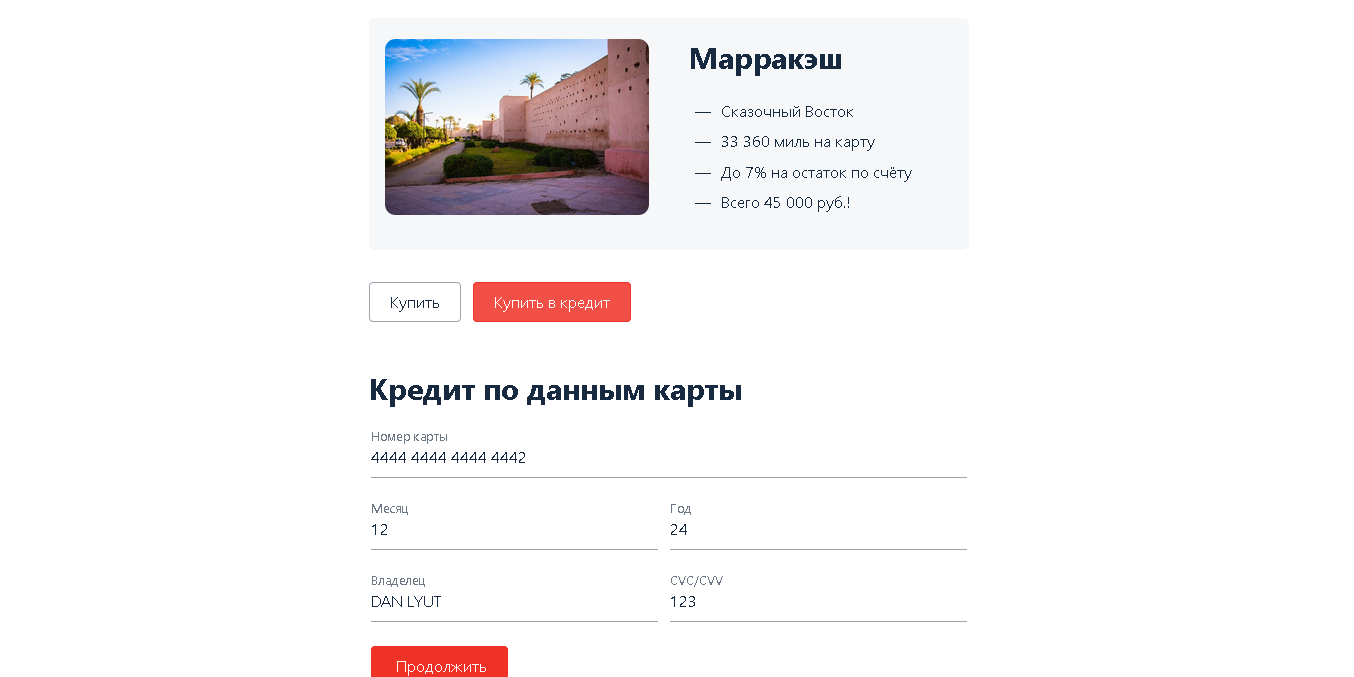 Марракэш
— Сказочный Восток
— 33 360 миль на карту
— До 7% на остаток по счёту
— Всего 45 000 руб.!
Купить Купить в кредит
Кредит по данным карты
Номер карты
4444 4444 4444 4442
Месяц Год
12 24
Владелец CVC/CVV
DAN LYUT 123
Продолжить